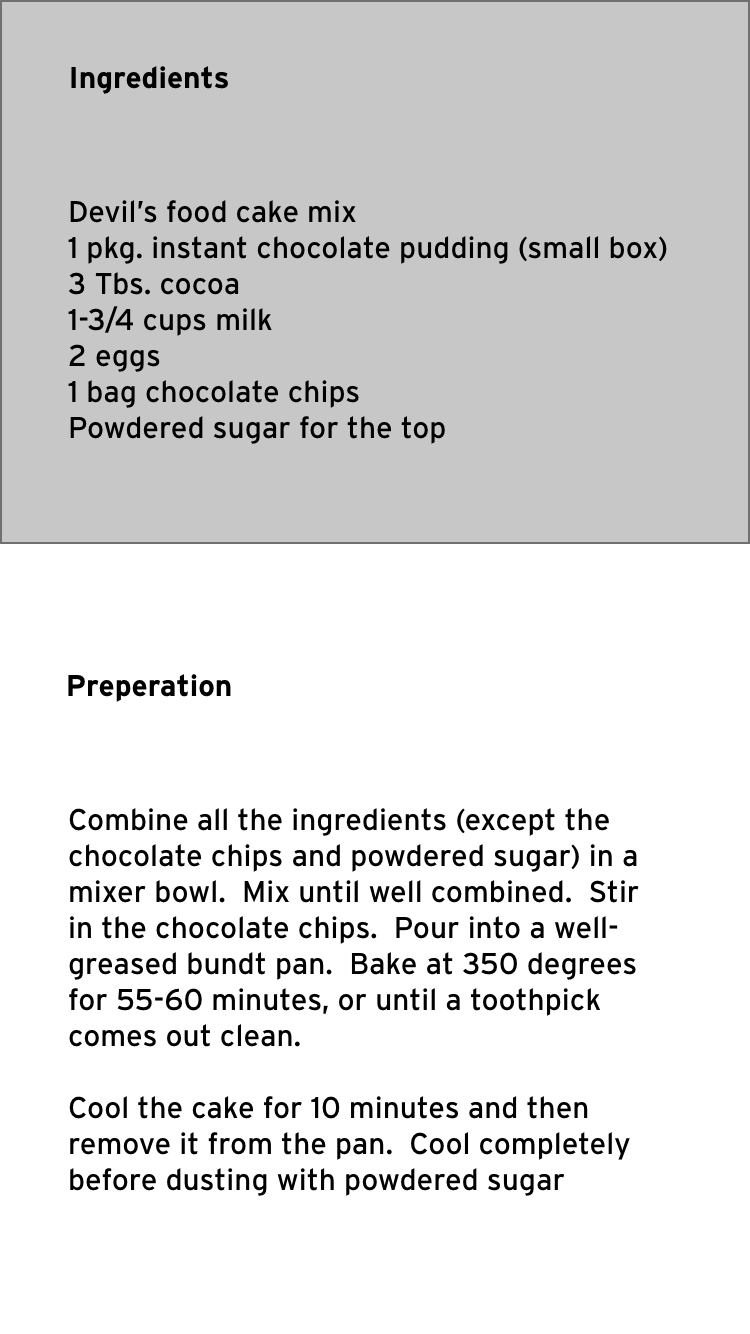 Ingredients
Devil's food cake mix
1 pkg. instant chocolate pudding (small box)
3 Tbs. cocoa
1-3/4 cups milk
2 eggs
1 bag chocolate chips
Powdered sugar for the top
Preperation
Combine all the ingredients (except the
chocolate chips and powdered sugar) in a
mixer bowl.  Mix until well combined.  Stir
in the chocolate chips.  Pour into a well-
greased bundt pan.  Bake at 350 degrees
for 55-60 minutes, or until a toothpick
comes out clean.
Cool the cake for 10 minutes and then
remove it from the pan.  Cool completely
before dusting with powdered sugar